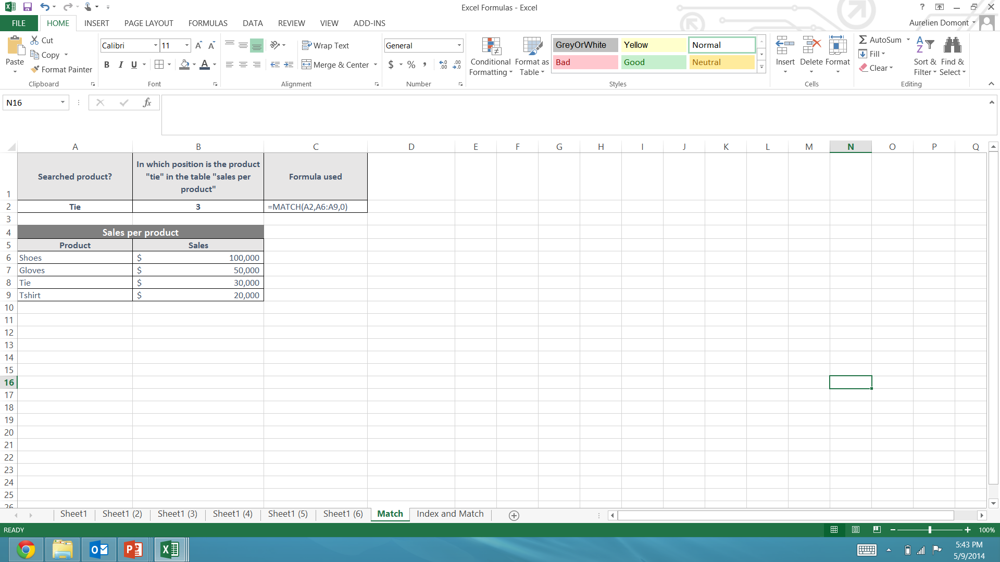 Excel Formulas - Excel
?
FILE HOME INSERT PAGE LAYOUT FORMULAS DATA REVIEW VIEW ADD-INS
Aurelien Domont
Paste
Cut
Copy
Format Painter
Clipboard
Calibri 11
B I U
Font
Wrap Text
Merge & Center
Alignment
General
$ % ,
Number
Conditional Formatting
Format as Table
GreyOrWhite Yellow Normal
Bad Good Neutral
Styles
Insert Delete Format
Cells
AutoSum
Fill
Clear
Sort & Filter
Find & Select
Editing
N16
fx
A B C D E F G H I J K L M N O P Q
1
Searched product?
In which position is the product
"tie" in the table "sales per
product"
Formula used
2 Tie 3 =MATCH(A2,A6:A9,0)
3
4 Sales per product
5 Product Sales
6 Shoes $ 100,000
7 Gloves $ 50,000
8 Tie $ 30,000
9 Tshirt $ 20,000
10
11
12
13
14
15
16
17
18
19
20
21
22
23
24
25
26
Sheet1 Sheet1 (2) Sheet1 (3) Sheet1 (4) Sheet1 (5) Sheet1 (6) Match Index and Match
READY
100%
5:43 PM
5/9/2014